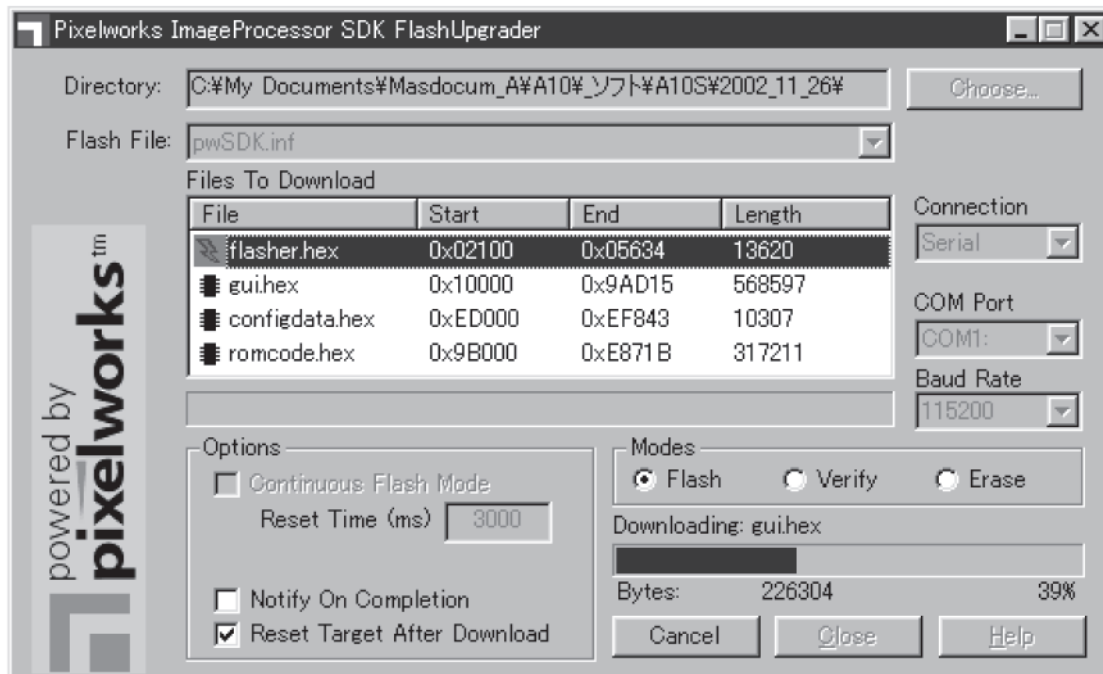 Pixelworks ImageProcessor SDK FlashUpgrader
Directory: C:¥My Documents¥Masdocum_A¥A10¥_ソフト¥A10S¥2002_11_26¥ Choose...
Flash File: pwSDK.inf
Files To Download
File Start End Length
flasher.hex 0x02100 0x05634 13620
gui.hex 0x10000 0x9AD15 568597
configdata.hex 0xED000 0xEF843 10307
romcode.hex 0x9B000 0xE871B 317211
Connection
Serial
COM Port
COM1:
Baud Rate
115200
powered by
pixelworks tm
Options
Continuous Flash Mode
Reset Time (ms) 3000
Notify On Completion
Reset Target After Download
Modes
Flash Verify Erase
Downloading: gui.hex
Bytes: 226304 39%
Cancel Close Help